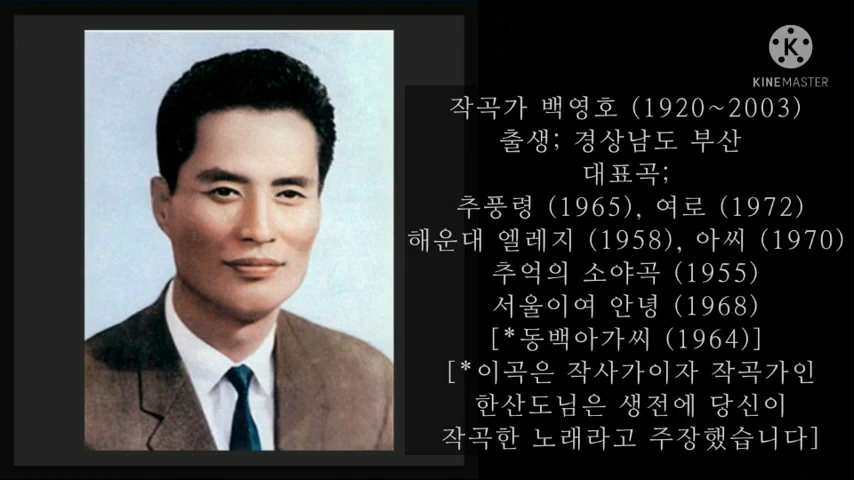 KINEMASTER
작곡가 백영호 (1920~2003)
출생; 경상남도 부산
대표곡;
추풍령 (1965), 여로 (1972)
해운대 엘레지 (1958), 아씨 (1970)
추억의 소야곡 (1955)
서울이여 안녕 (1968)
[*동백아가씨 (1964)]
[*이곡은 작사가이자 작곡가인
한산도님은 생전에 당신이
작곡한 노래라고 주장했습니다]